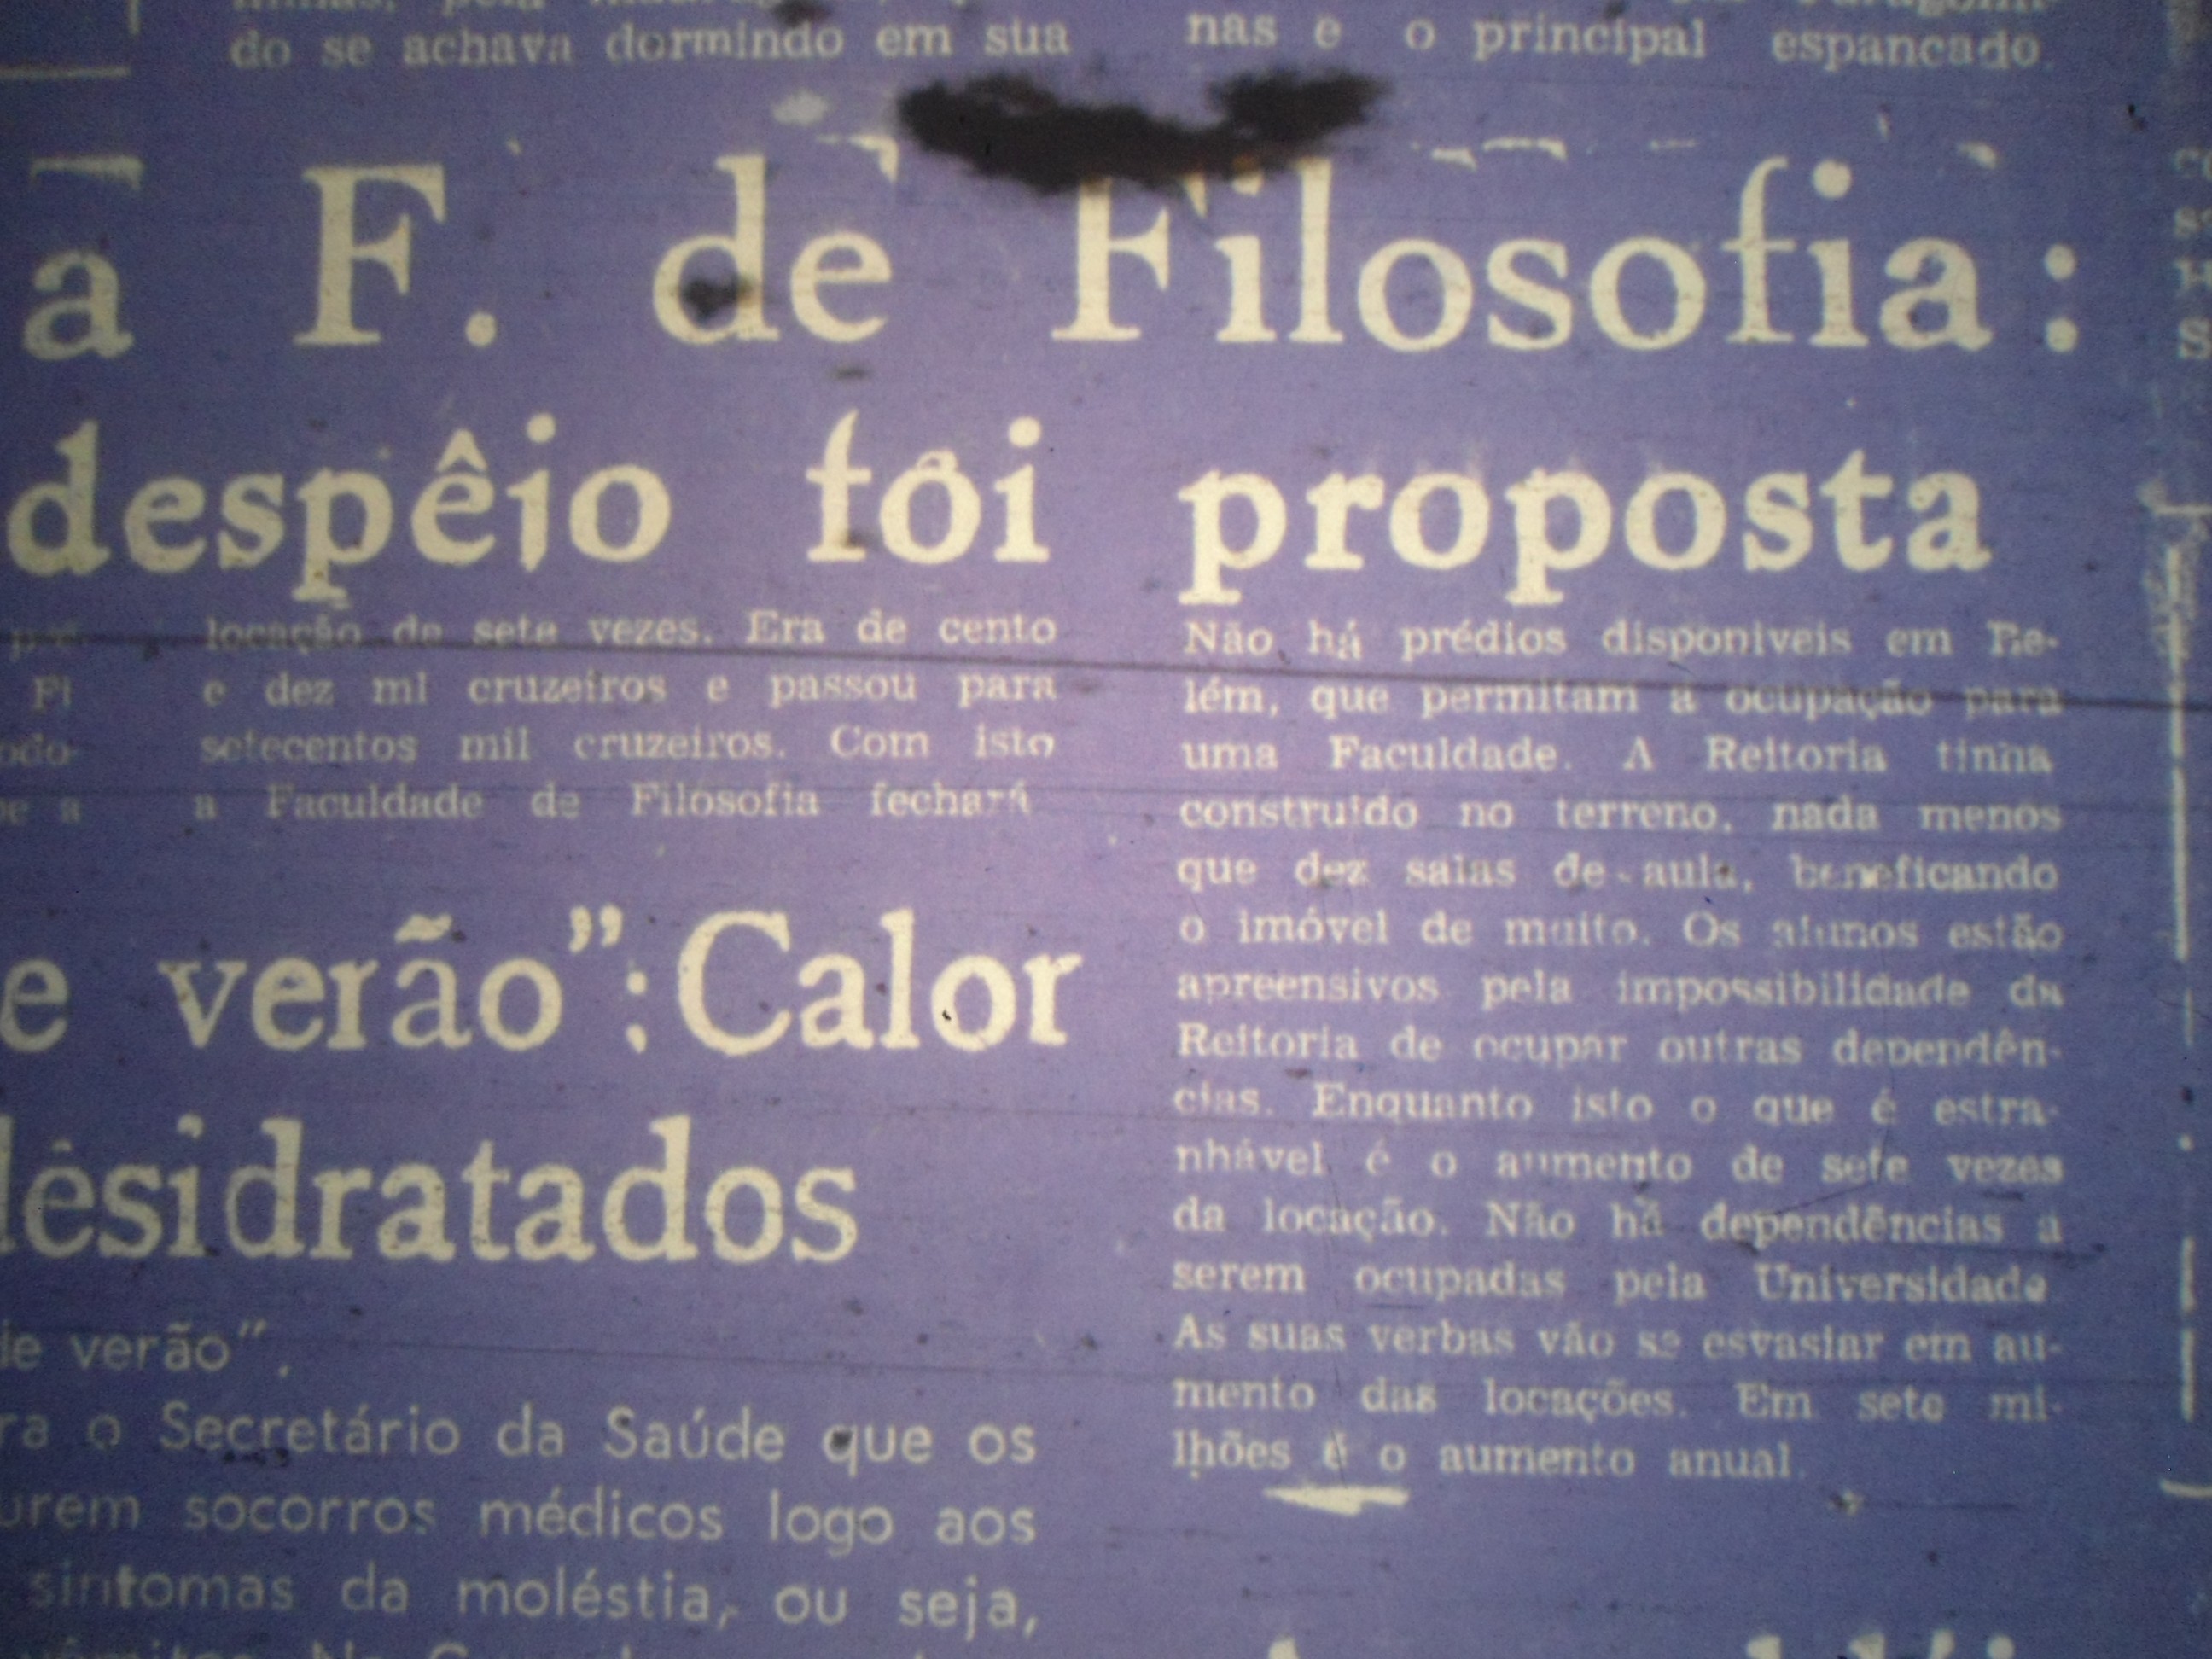 do se achava dormindo em sua
nas e o principal espancado.
a F. de Filosofia:
despêjo foi proposta
locação de sete vezes. Era de cento
e dez mi cruzeiros e passou para
setecentos mil cruzeiros. Com isto
a Faculdade de Filosofia fechará
Não há prédios disponiveis em Be-
lém, que permitam a ocupação para
uma Faculdade. A Reitoria tinha
construido no terreno, nada menos
que dez salas de aula, beneficando
o imóvel de muito. Os alunos estão
apreensivos pela impossibilidade da
Reitoria de ocupar outras dependên-
cias. Enquanto isto o que é estra-
nhável é o aumento de sete vezes
da locação. Não há dependências a
serem ocupadas pela Universidade
As suas verbas vão se esvasiar em au-
mento das locações. Em sete mi-
lhões é o aumento anual.
e verão": Calor
desidratados
de verão".
ra o Secretário da Saúde que os
urem socorros médicos logo aos
sintomas da moléstia, ou seja,